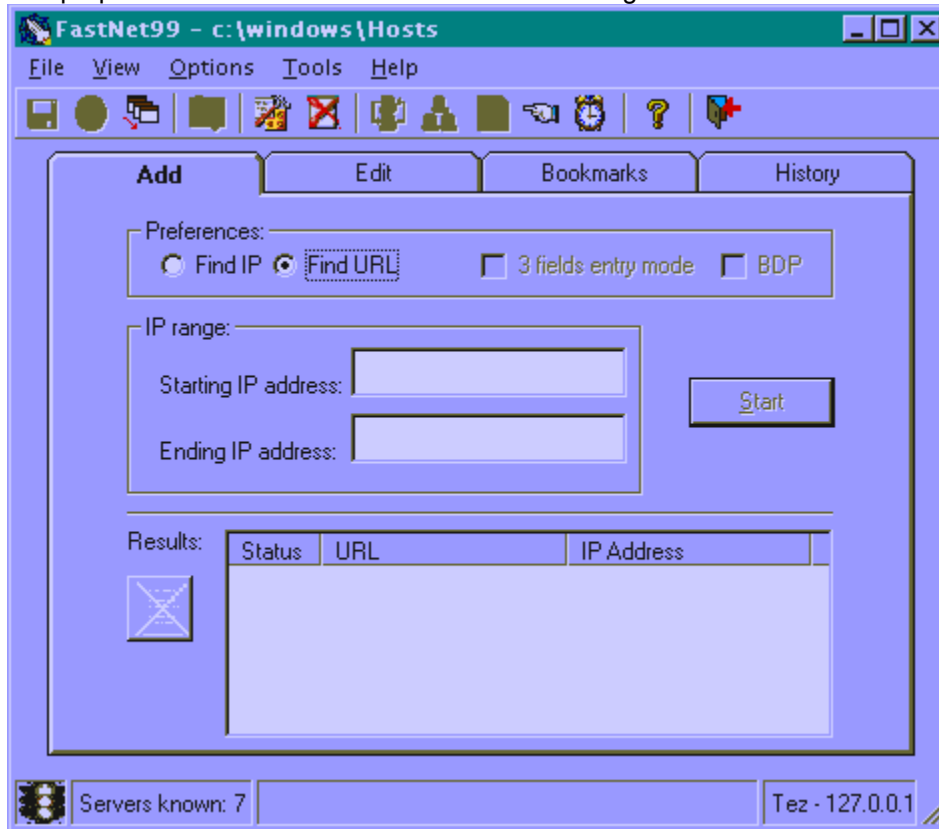 FastNet99 - c:\windows\Hosts
File View Options Tools Help
Add Edit Bookmarks History
Preferences:
Find IP Find URL 3 fields entry mode BDP
IP range:
Starting IP address:
Start
Ending IP address:
Results:
Status URL IP Address
Servers known: 7 Tez - 127.0.0.1